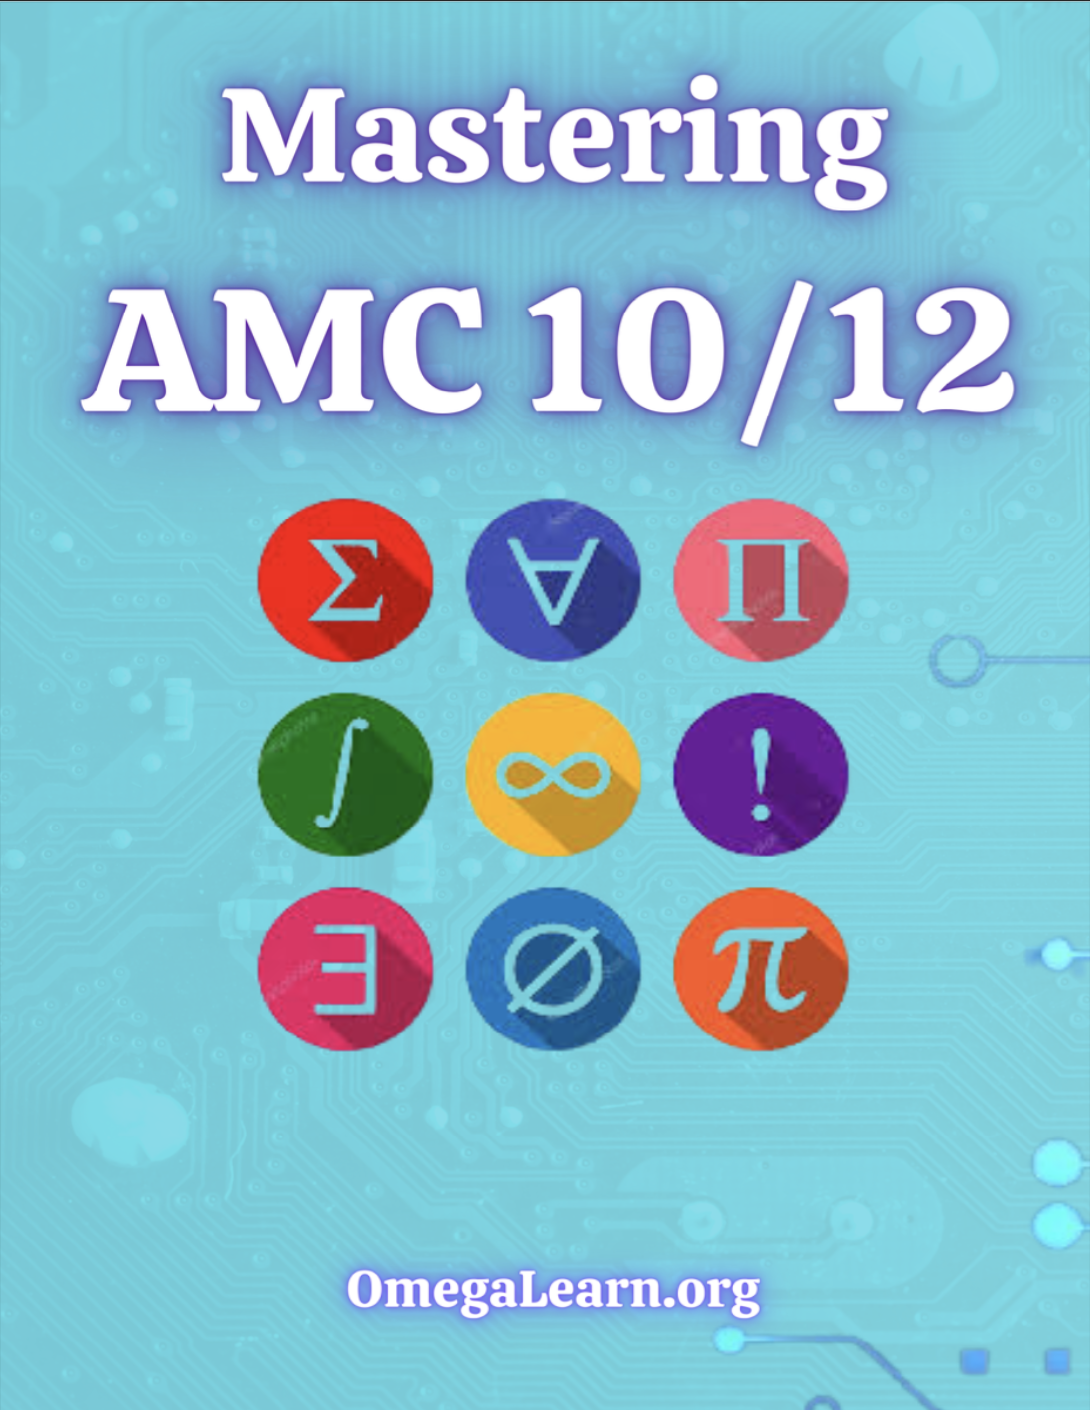 Mastering
AMC 10/12
Σ ∀ Π
∫ ∞ !
∃ ∅ π
OmegaLearn.org